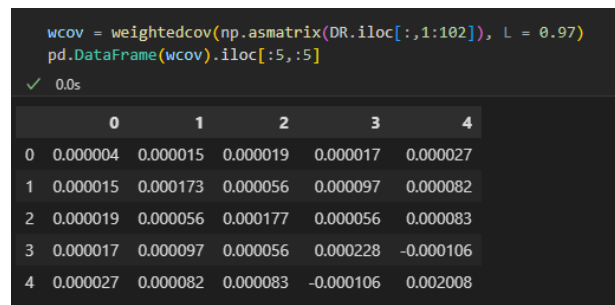 wcov = weightedcov(np.asmatrix(DR.iloc[:,1:102]), L = 0.97)
pd.DataFrame(wcov).iloc[:5,:5]
✓ 0.0s
0 1 2 3 4
0 0.000004 0.000015 0.000019 0.000017 0.000027
1 0.000015 0.000173 0.000056 0.000097 0.000082
2 0.000019 0.000056 0.000177 0.000056 0.000083
3 0.000017 0.000097 0.000056 0.000228 -0.000106
4 0.000027 0.000082 0.000083 -0.000106 0.002008